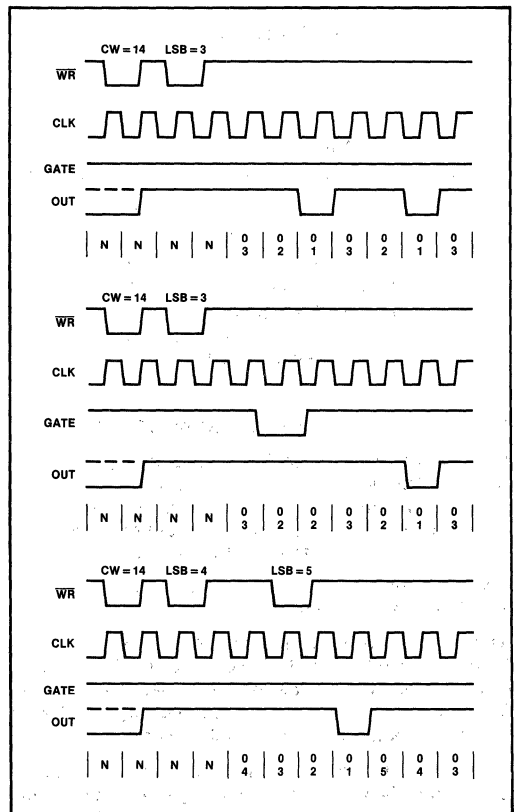 CW = 14 LSB = 3
WR
CLK
GATE
OUT
N N N N 0 0 0 0 0 0 0
3 2 1 3 2 1 3
CW = 14 LSB = 3
WR
CLK
GATE
OUT
N N N N 0 0 0 0 0 0 0
3 2 2 3 2 1 3
CW = 14 LSB = 4 LSB = 5
WR
CLK
GATE
OUT
N N N N 0 0 0 0 0 0 0
4 3 2 1 5 4 3